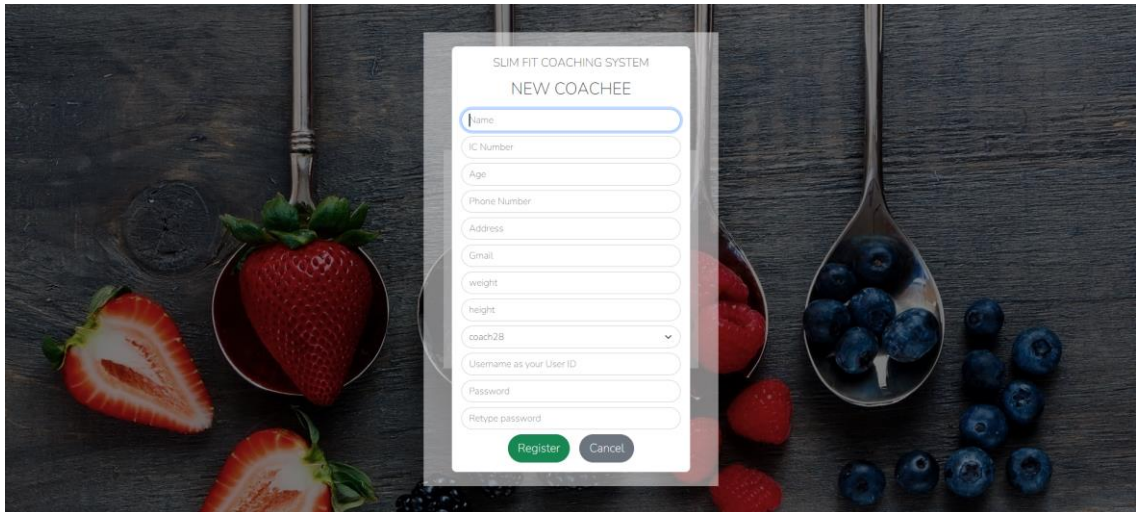 SLIM FIT COACHING SYSTEM
NEW COACHEE
Name
IC Number
Age
Phone Number
Address
Gmail
weight
height
coach28
Username as your User ID
Password
Retype password
Register
Cancel